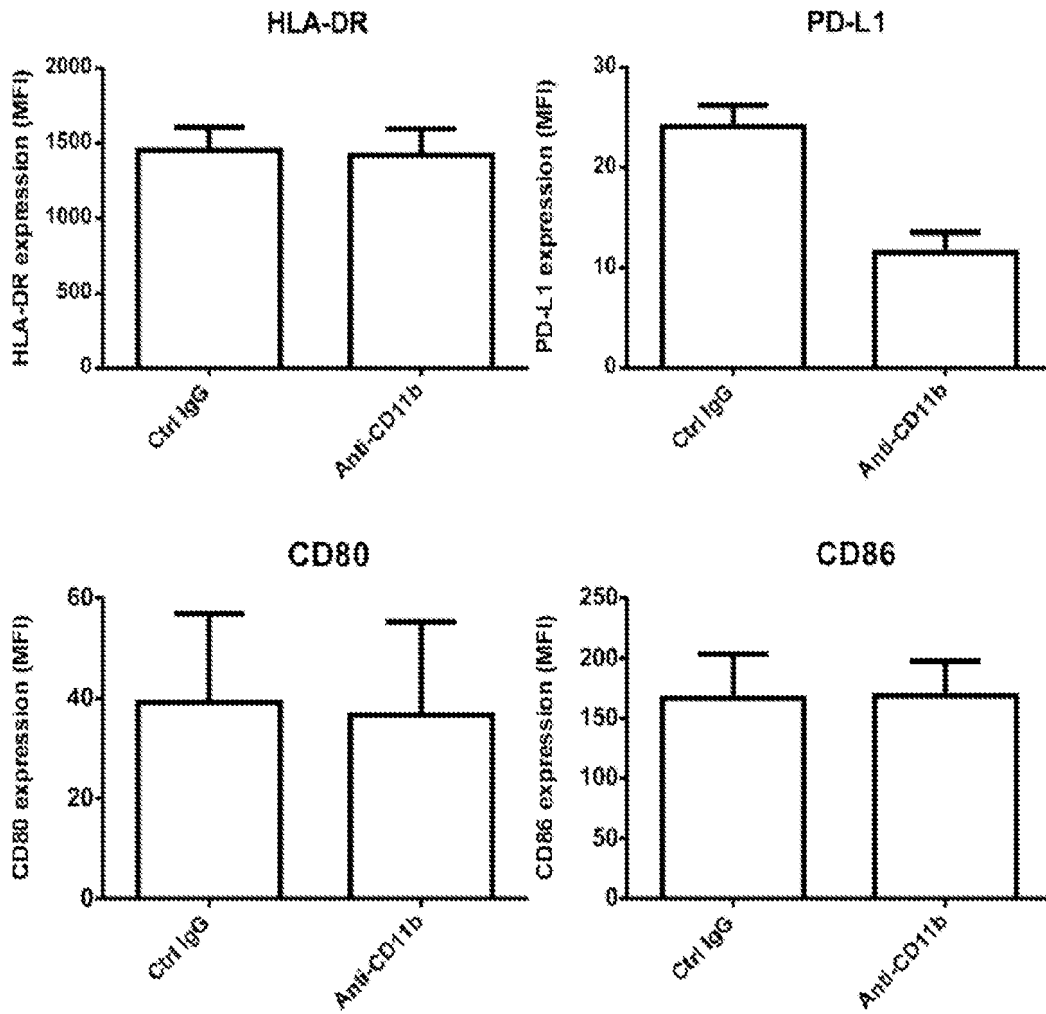 HLA-DR
HLA-DR expression (MFI)
2000
1500
1000
500
0
Ctrl IgG
Anti-CD11b
PD-L1
PD-L1 expression (MFI)
30
20
10
0
Ctrl IgG
Anti-CD11b
CD80
CD80 expression (MFI)
60
40
20
0
Ctrl IgG
Anti-CD11b
CD86
CD86 expression (MFI)
250
200
150
100
50
0
Ctrl IgG
Anti-CD11b